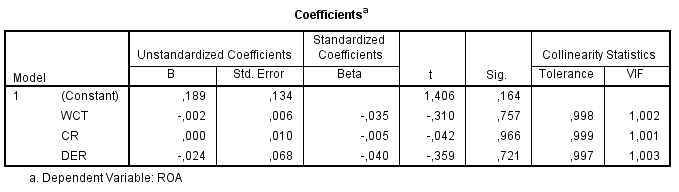 Coefficientsa
Unstandardized Coefficients Standardized Coefficients Collinearity Statistics
Model B Std. Error Beta t Sig. Tolerance VIF
1 (Constant) ,189 ,134 1,406 ,164
WCT -,002 ,006 -,035 -,310 ,757 ,998 1,002
CR ,000 ,010 -,005 -,042 ,966 ,999 1,001
DER -,024 ,068 -,040 -,359 ,721 ,997 1,003
a. Dependent Variable: ROA